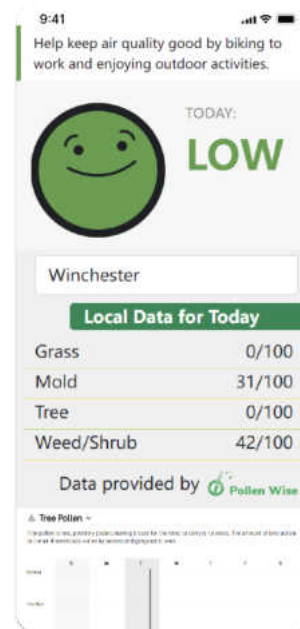 9:41
Help keep air quality good by biking to
work and enjoying outdoor activities.
TODAY:
LOW
Winchester
Local Data for Today
Grass 0/100
Mold 31/100
Tree 0/100
Weed/Shrub 42/100
Data provided by Pollen Wise
Tree Pollen